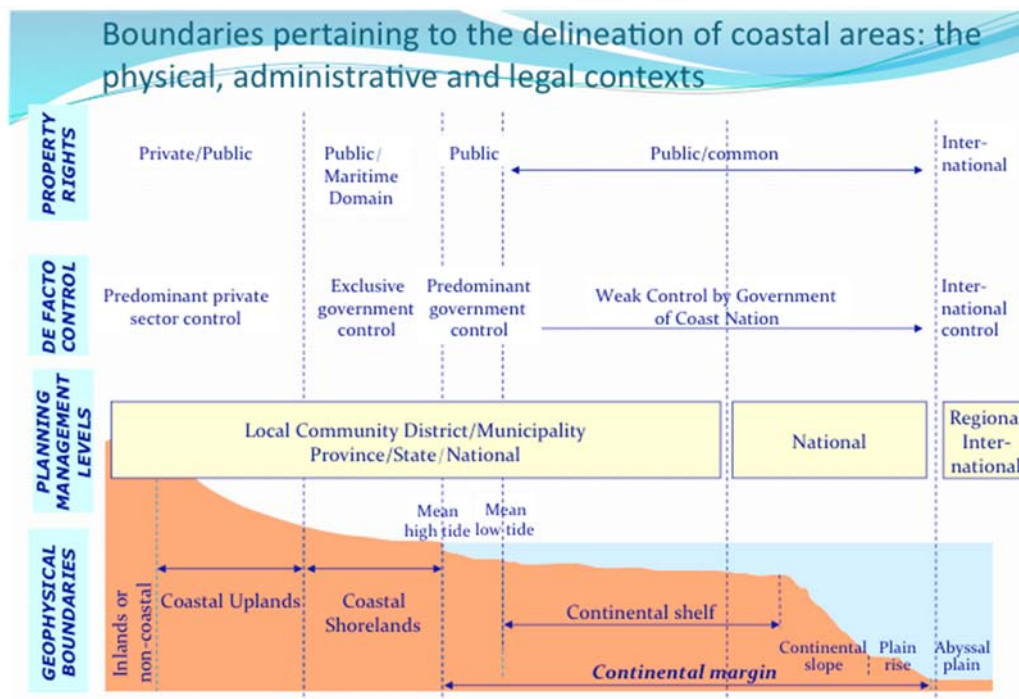 Boundaries pertaining to the delineation of coastal areas: the
physical, administrative and legal contexts
PROPERTY
RIGHTS
Private/Public
Public/
Maritime
Domain
Public
Public/common
Inter-
national
DE FACTO
CONTROL
Predominant private
sector control
Exclusive
government
control
Predominant
government
control
Weak Control by Government
of Coast Nation
Inter-
national
control
PLANNING
MANAGEMENT
LEVELS
Local Community District/Municipality
Province/State/National
National
Regiona
Inter-
national
GEOPHYSICAL
BOUNDARIES
Mean
high tide
Mean
low tide
Inlands or
non-coastal
Coastal Uplands
Coastal
Shorelands
Continental shelf
Continental
slope
Plain
rise
Abyssal
plain
Continental margin